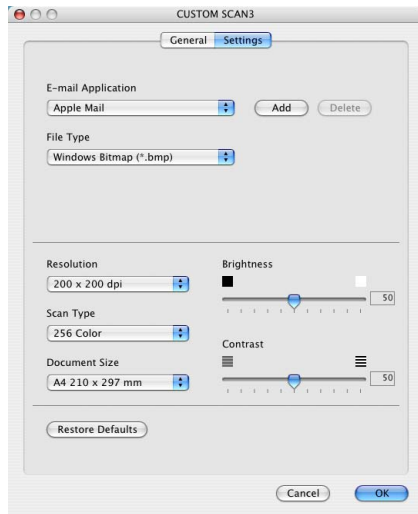 CUSTOM SCAN3
General Settings
E-mail Application
Apple Mail Add Delete
File Type
Windows Bitmap (*.bmp)
Resolution Brightness
200 x 200 dpi
50
Scan Type
256 Color
Contrast
Document Size
A4 210 x 297 mm 50
Restore Defaults
Cancel OK